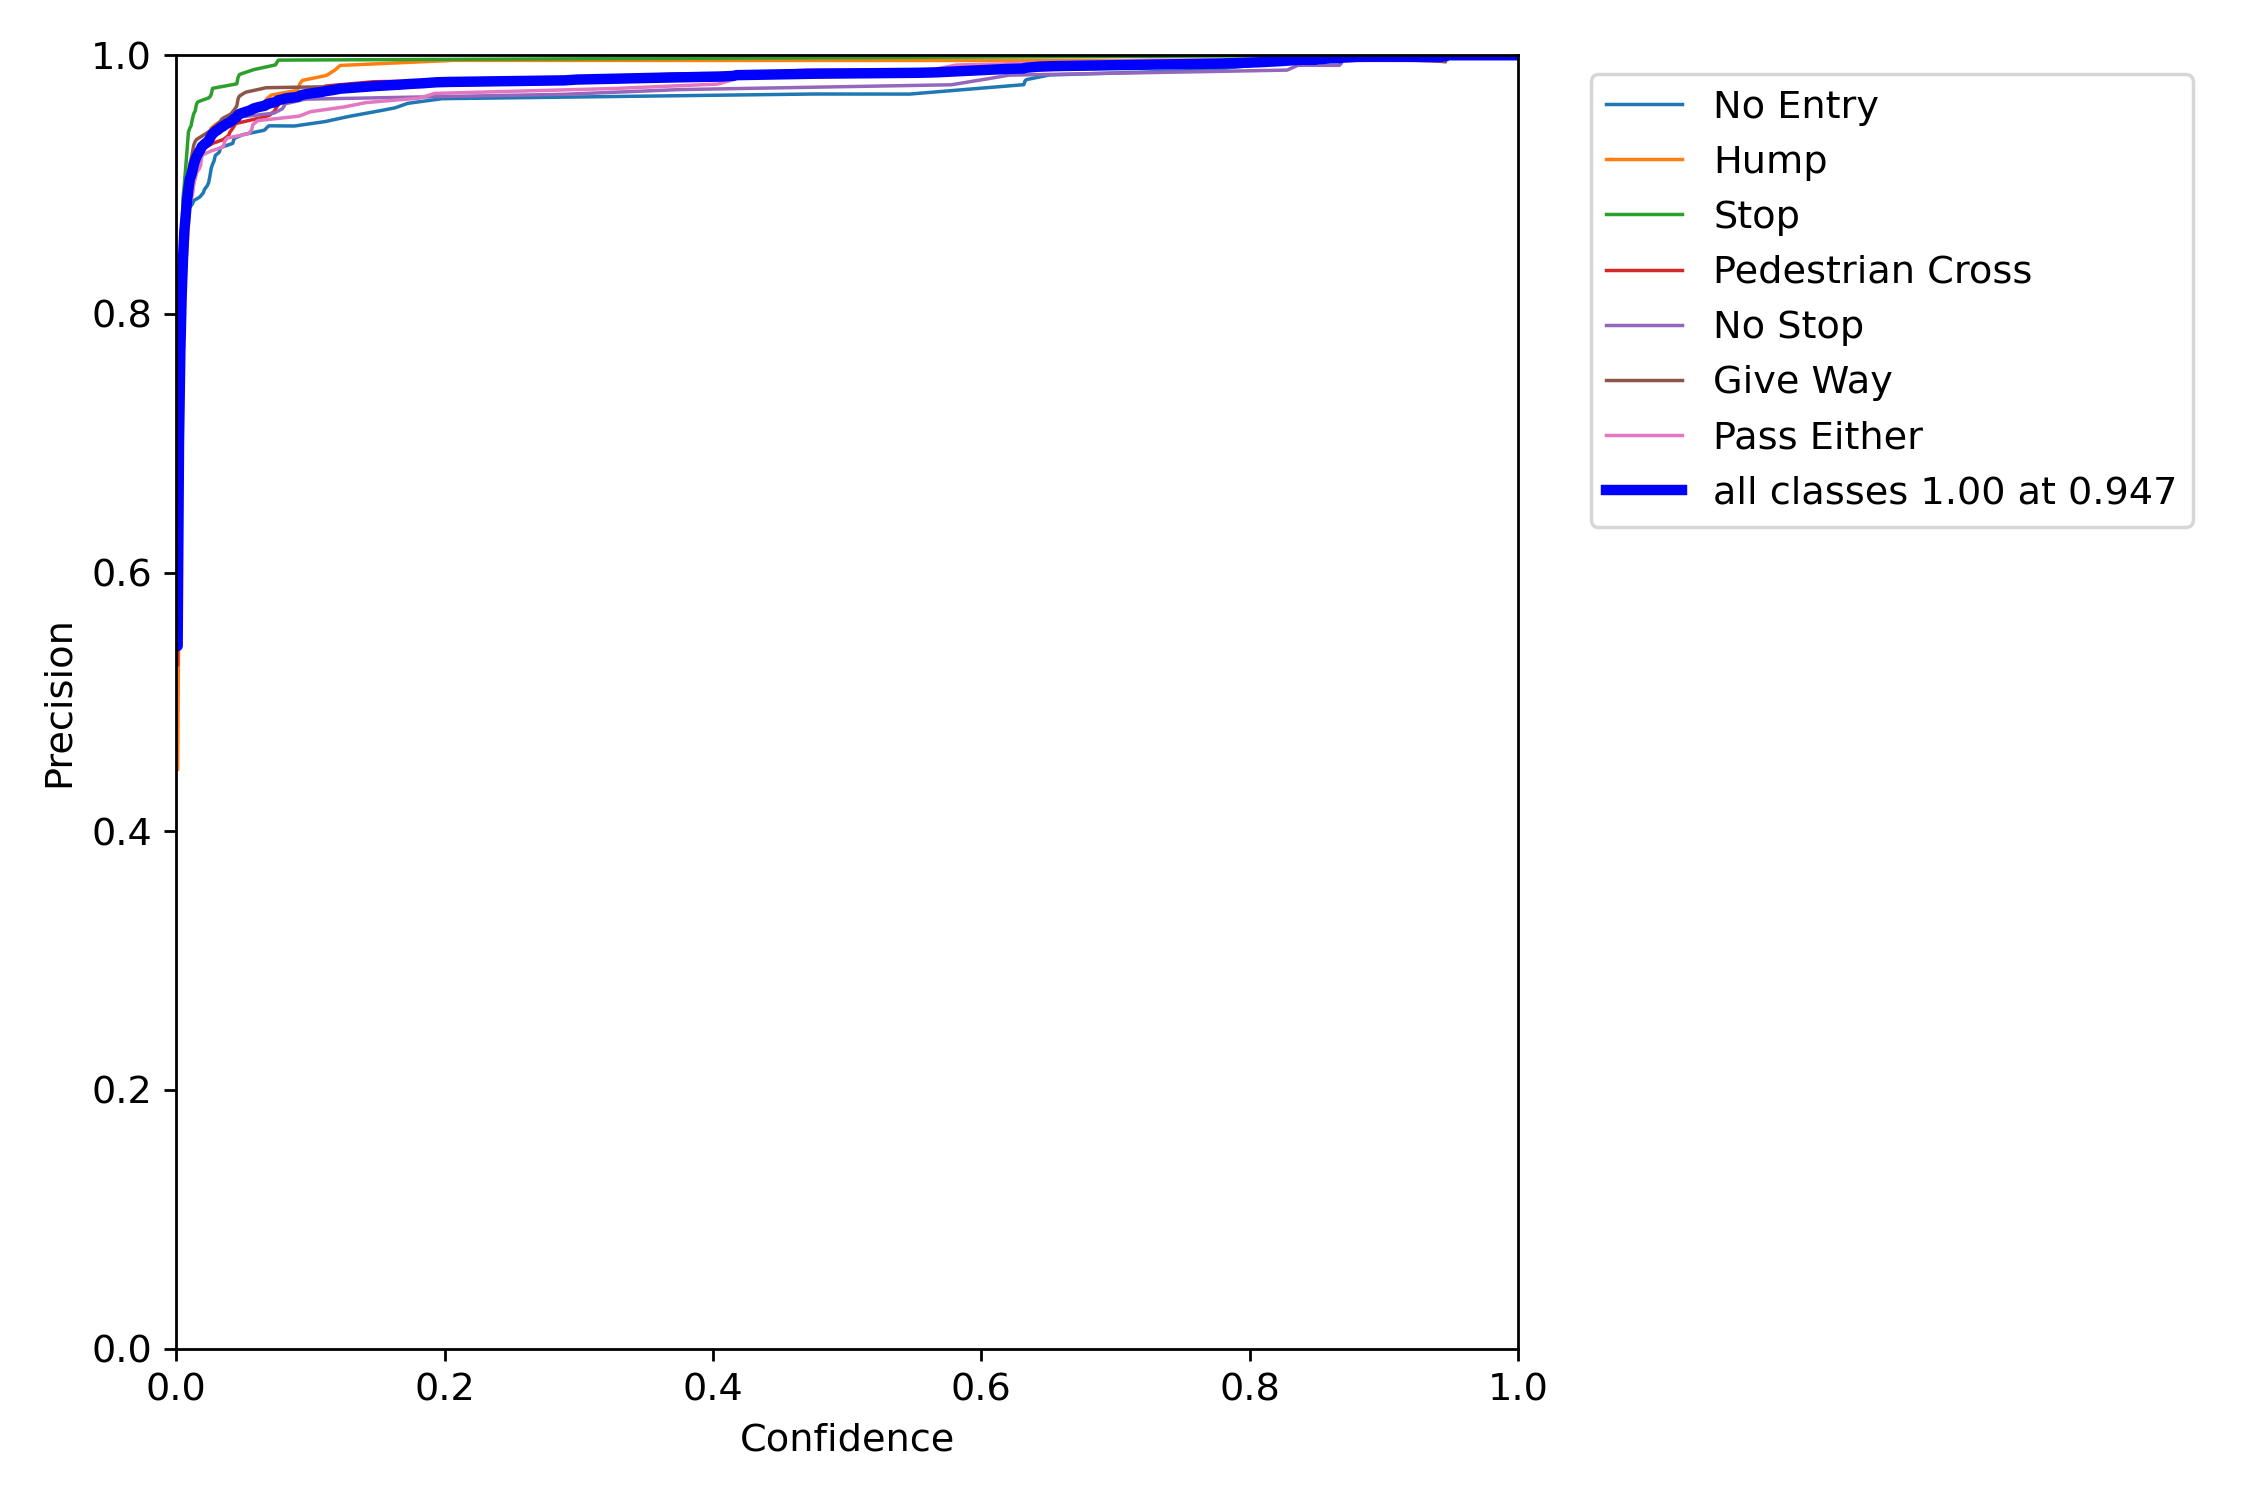 1.0
0.8
0.6
0.4
0.2
0.0
Precision
0.0 0.2 0.4 0.6 0.8 1.0
Confidence
No Entry
Hump
Stop
Pedestrian Cross
No Stop
Give Way
Pass Either
all classes 1.00 at 0.947